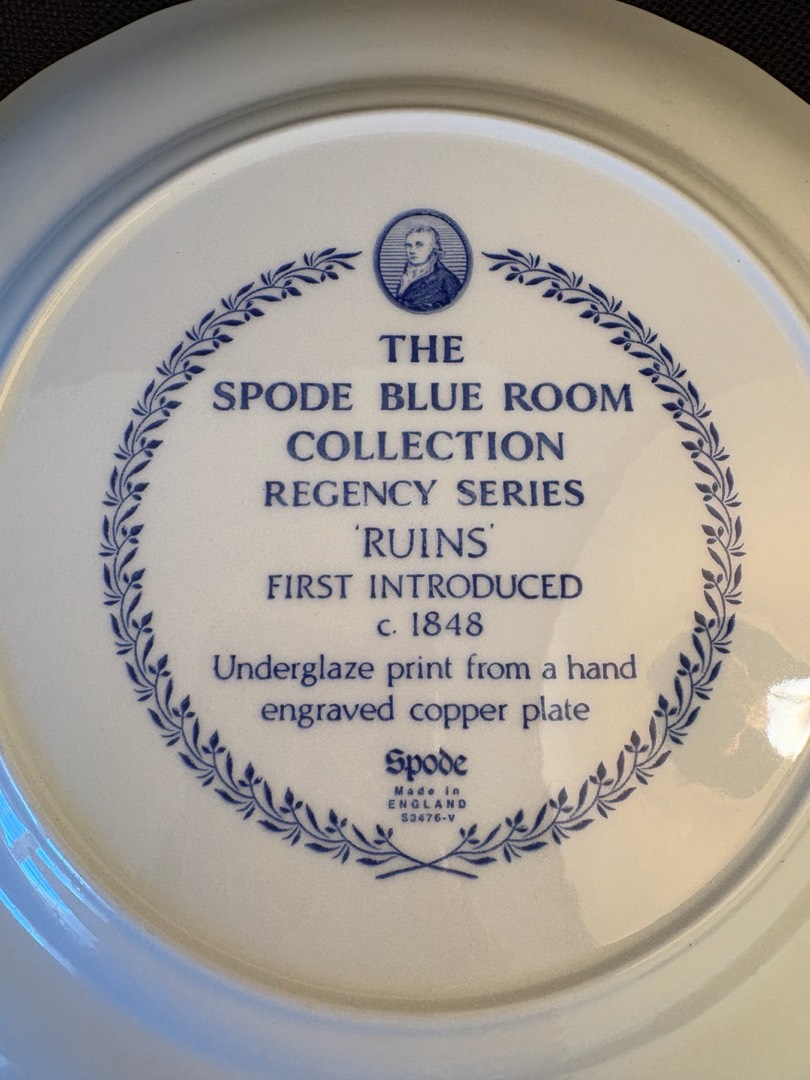 THE
SPODE BLUE ROOM
COLLECTION
REGENCY SERIES
‘RUINS’
FIRST INTRODUCED
c. 1848
Underglaze print from a hand
engraved copper plate
Spode
Made in
ENGLAND
S3476-V